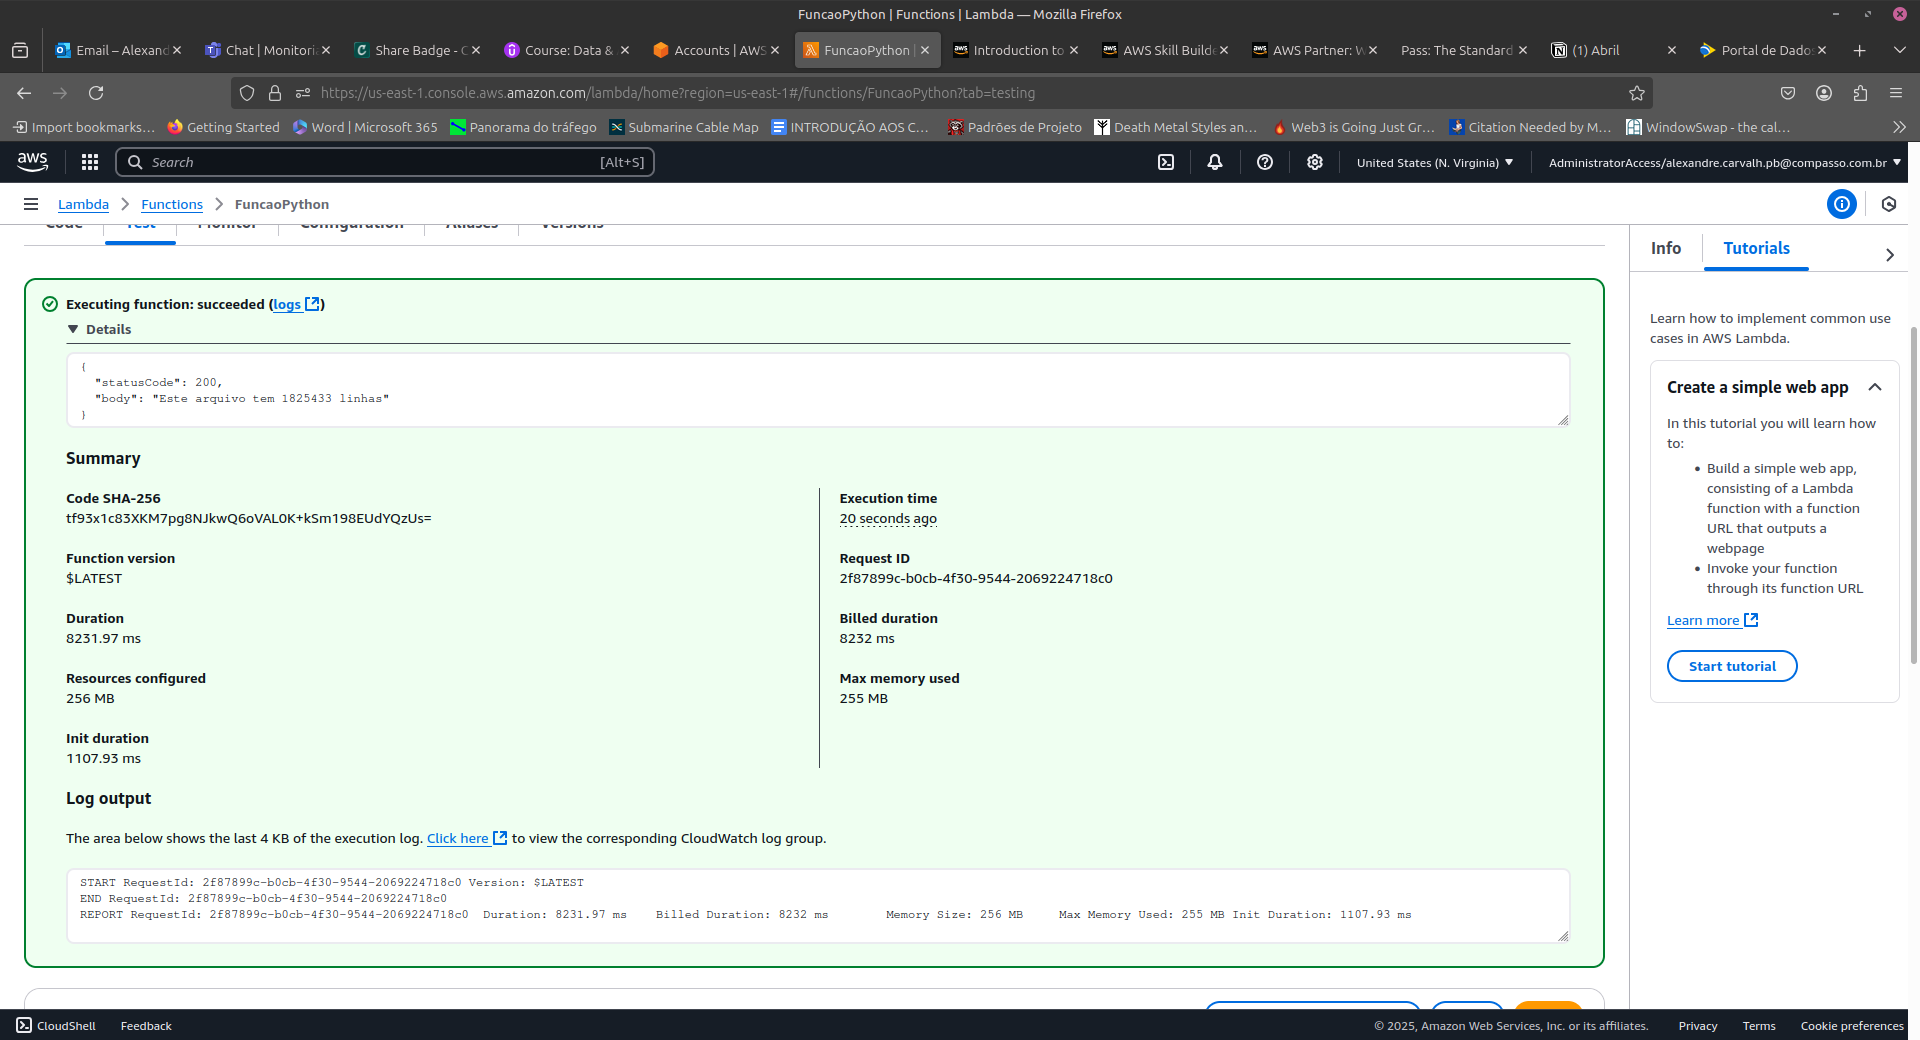 FuncaoPython | Functions | Lambda — Mozilla Firefox
Email – Alexand
Chat | Monitori
Share Badge - C
Course: Data &
Accounts | AWS
FuncaoPython |
Introduction to
AWS Skill Builde
AWS Partner: W
Pass: The Standard
(1) Abril
Portal de Dados
https://us-east-1.console.aws.amazon.com/lambda/home?region=us-east-1#/functions/FuncaoPython?tab=testing
Import bookmarks...
Getting Started
Word | Microsoft 365
Panorama do tráfego
Submarine Cable Map
INTRODUÇÃO AOS C...
Padrões de Projeto
Death Metal Styles an...
Web3 is Going Just Gr...
Citation Needed by M...
WindowSwap - the cal...
aws
Search
[Alt+S]
United States (N. Virginia)
AdministratorAccess/alexandre.carvalh.pb@compasso.com.br
Lambda
Functions
FuncaoPython
Code
Test
Monitor
Configuration
Aliases
Versions
Executing function: succeeded (logs)
Details
{
"statusCode": 200,
"body": "Este arquivo tem 1825433 linhas"
}
Summary
Code SHA-256
tf93x1c83XKM7pg8NJkwQ6oVAL0K+kSm198EUdYQzUs=
Function version
$LATEST
Duration
8231.97 ms
Resources configured
256 MB
Init duration
1107.93 ms
Execution time
20 seconds ago
Request ID
2f87899c-b0cb-4f30-9544-2069224718c0
Billed duration
8232 ms
Max memory used
255 MB
Log output
The area below shows the last 4 KB of the execution log. Click here to view the corresponding CloudWatch log group.
START RequestId: 2f87899c-b0cb-4f30-9544-2069224718c0 Version: $LATEST
END RequestId: 2f87899c-b0cb-4f30-9544-2069224718c0
REPORT RequestId: 2f87899c-b0cb-4f30-9544-2069224718c0 Duration: 8231.97 ms Billed Duration: 8232 ms Memory Size: 256 MB Max Memory Used: 255 MB Init Duration: 1107.93 ms
Info
Tutorials
Learn how to implement common use
cases in AWS Lambda.
Create a simple web app
In this tutorial you will learn how
to:
• Build a simple web app,
consisting of a Lambda
function with a function
URL that outputs a
webpage
• Invoke your function
through its function URL
Learn more
Start tutorial
CloudShell
Feedback
© 2025, Amazon Web Services, Inc. or its affiliates.
Privacy
Terms
Cookie preferences